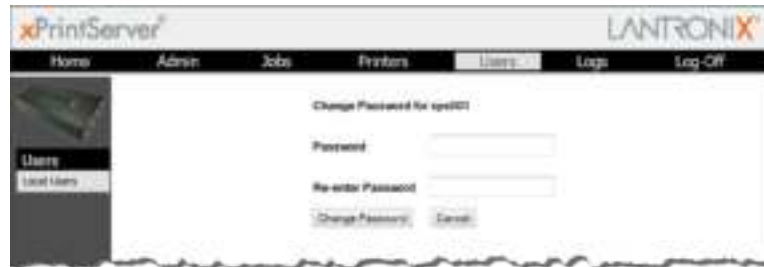 xPrintServer®
LANTRONIX®
Home Admin Jobs Printers Users Logs Log-Off
Change Password for sys001
Users
Local Users
Password
Re-enter Password
Change Password Cancel